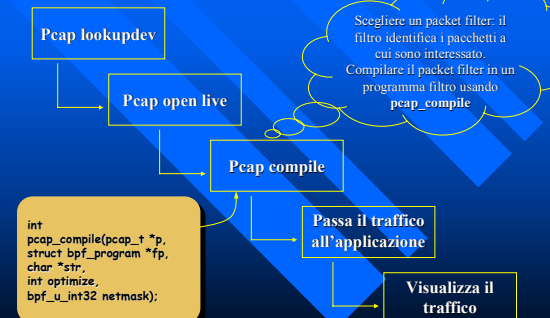 Pcap lookupdev
Scegliere un packet filter: il
filtro identifica i pacchetti a
cui sono interessato.
Compilare il packet filter in un
programma filtro usando
pcap_compile
Pcap open live
Pcap compile
int
pcap_compile(pcap_t *p,
struct bpf_program *fp,
char *str,
int optimize,
bpf_u_int32 netmask);
Passa il traffico
all'applicazione
Visualizza il
traffico